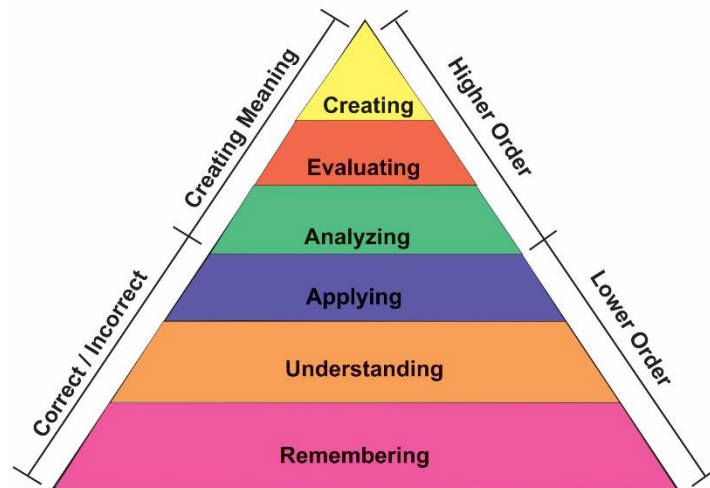 Creating Meaning
Higher Order
Creating
Evaluating
Analyzing
Correct / Incorrect
Lower Order
Applying
Understanding
Remembering